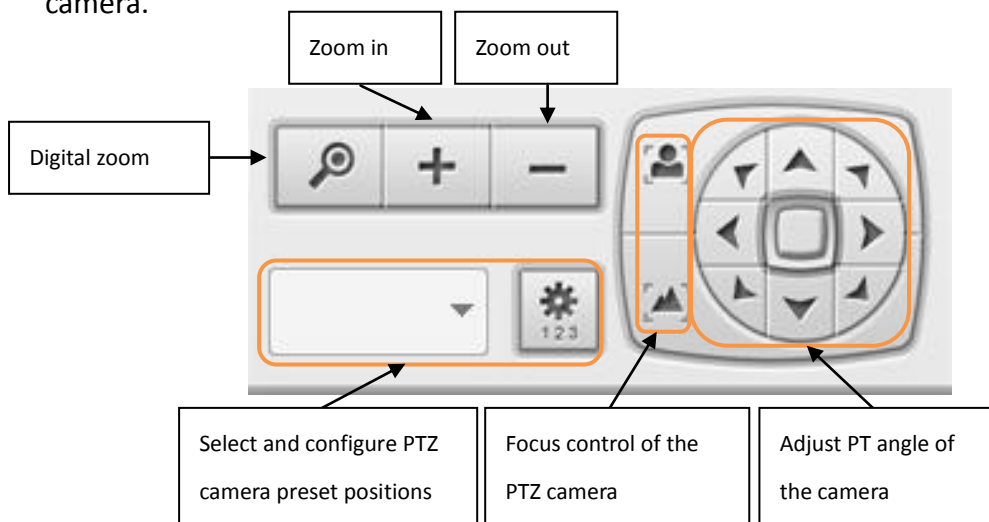 camera.
Zoom in
Zoom out
Digital zoom
123
Select and configure PTZ
camera preset positions
Focus control of the
PTZ camera
Adjust PT angle of
the camera